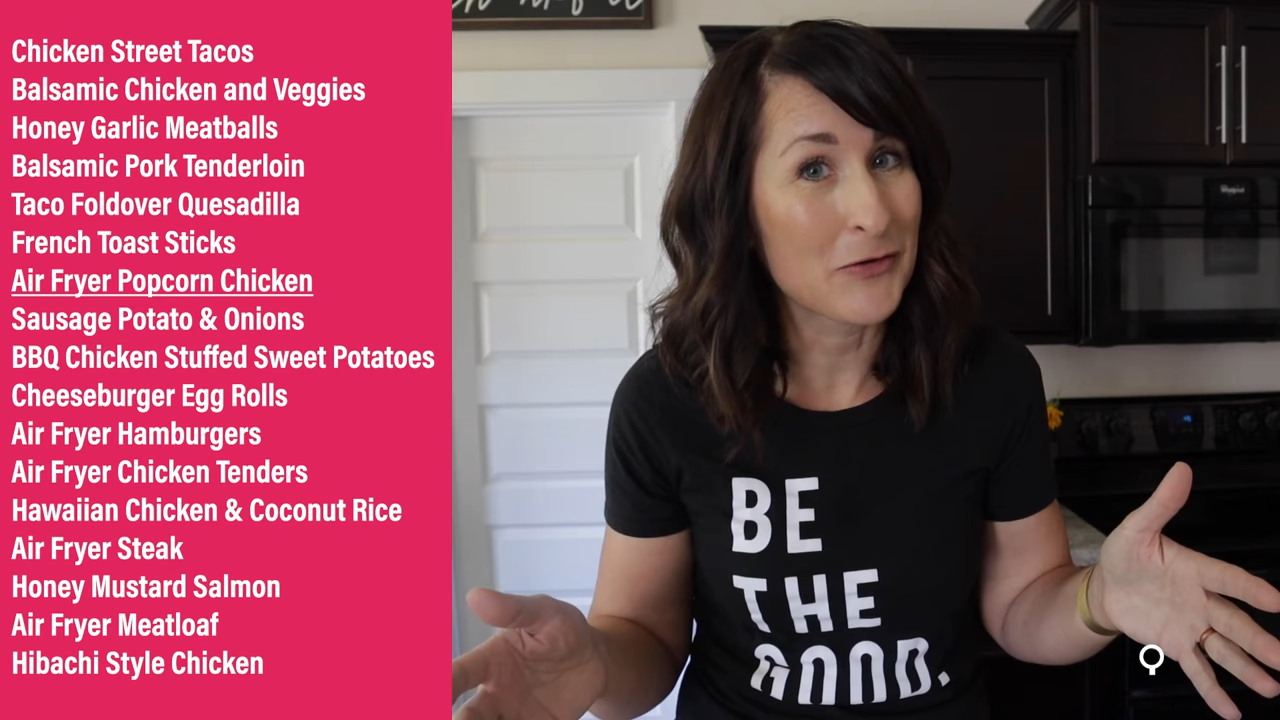 Chicken Street Tacos
Balsamic Chicken and Veggies
Honey Garlic Meatballs
Balsamic Pork Tenderloin
Taco Foldover Quesadilla
French Toast Sticks
Air Fryer Popcorn Chicken
Sausage Potato & Onions
BBQ Chicken Stuffed Sweet Potatoes
Cheeseburger Egg Rolls
Air Fryer Hamburgers
Air Fryer Chicken Tenders
Hawaiian Chicken & Coconut Rice
Air Fryer Steak
Honey Mustard Salmon
Air Fryer Meatloaf
Hibachi Style Chicken
Whirlpool
BE
THE
GOOD.